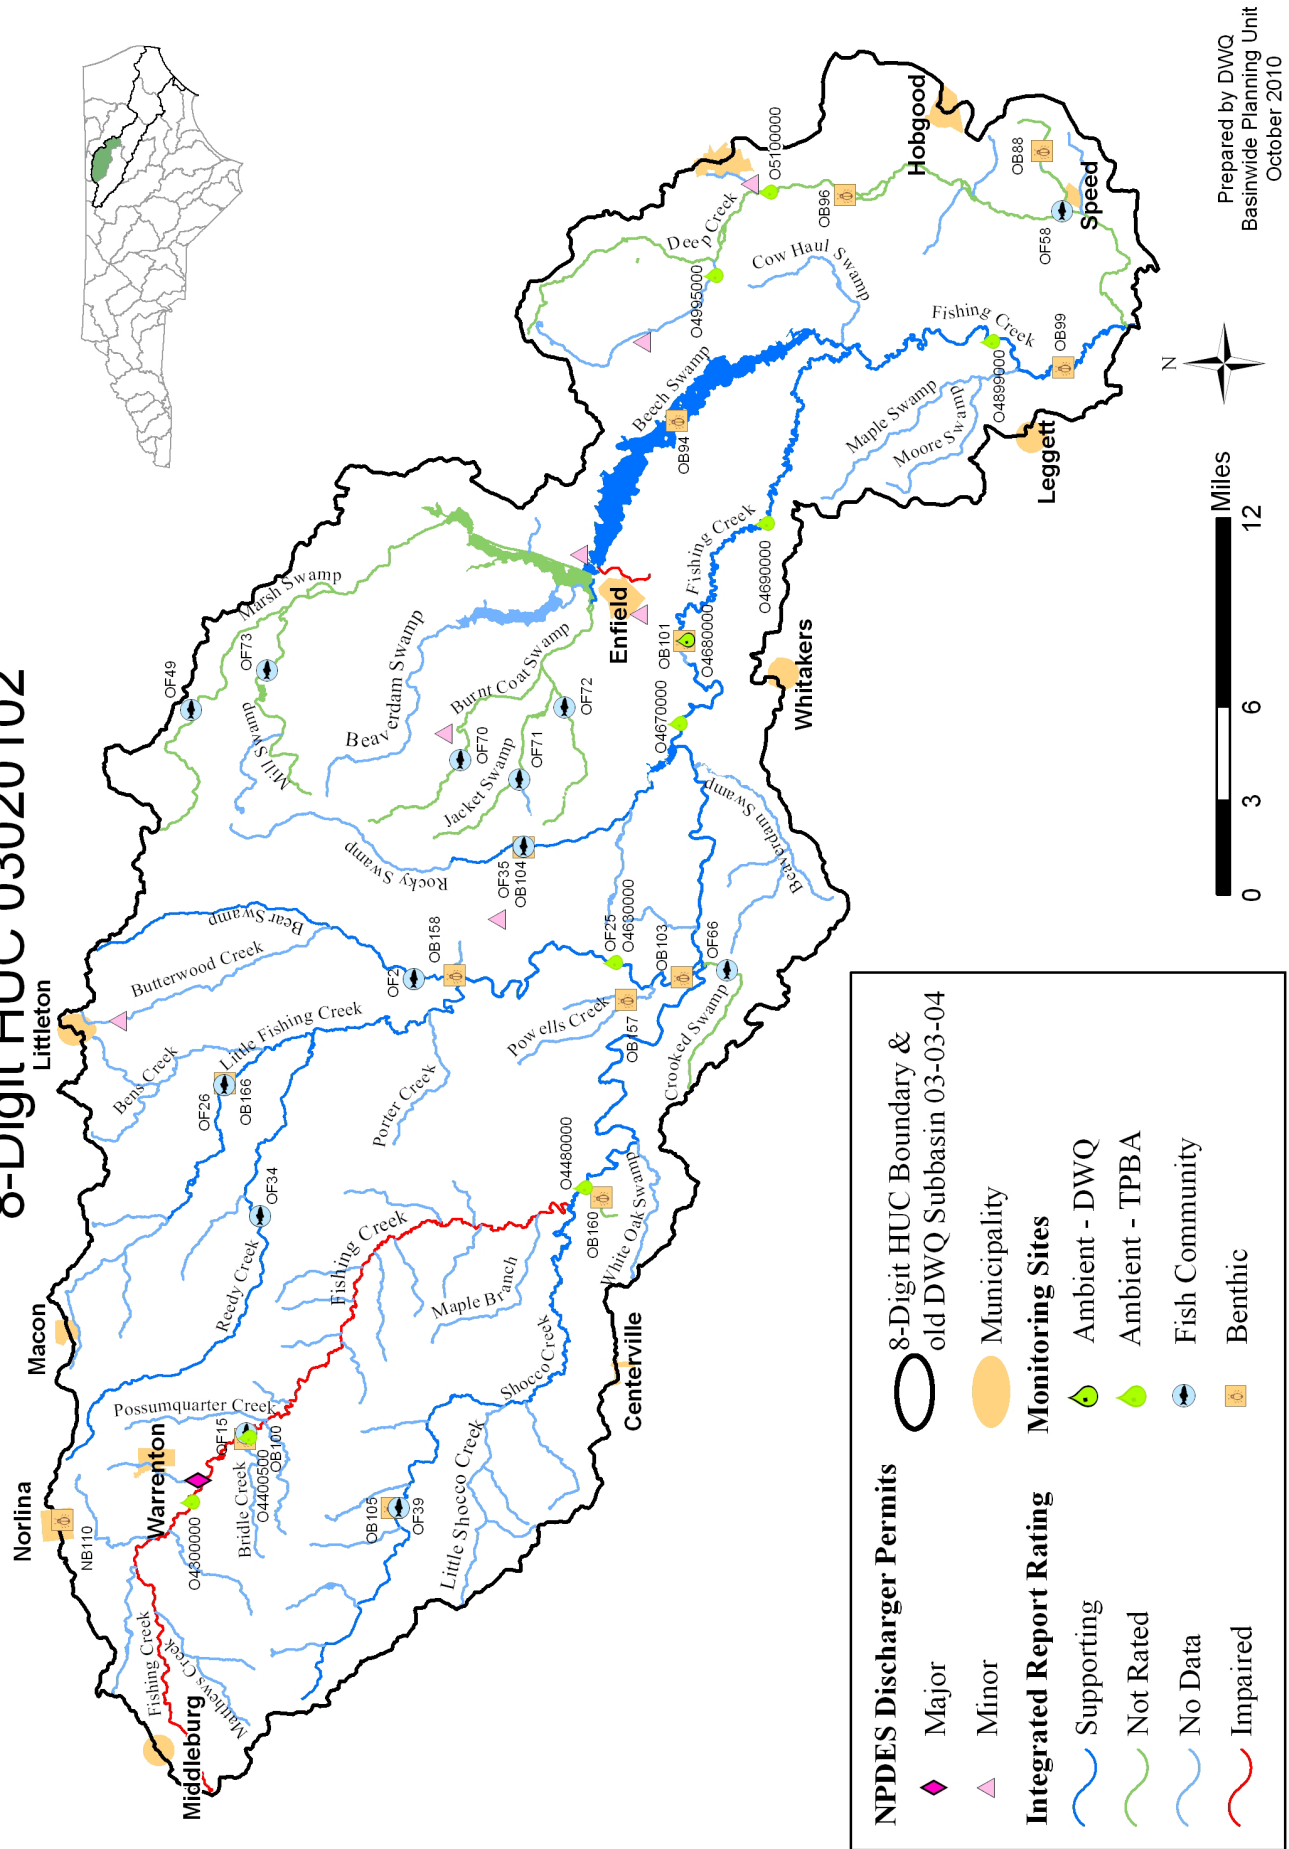 8-Digit HUC 03020102
Norlina
Macon
Littleton
Warrenton
Middleburg
Centerville
Enfield
Whitakers
Leggett
Hobgood
Speed
NB110
O4300000
OF15
O4400500
OB100
OB105
OF39
OF34
OF26
OB166
OF2
OB158
OF35
OB104
OF25
O4630000
OB103
OF66
OB157
O4480000
OB160
OF49
OF73
OF70
OF71
OF72
O4670000
OB101
O4680000
O4690000
OB94
O4995000
O5100000
OB96
OB88
OF58
O4899000
OB99
Fishing Creek
Matthews Creek
Possumquarter Creek
Bridle Creek
Little Shocco Creek
Shocco Creek
Reedy Creek
Fishing Creek
Maple Branch
White Oak Swamp
Bens Creek
Little Fishing Creek
Butterwood Creek
Bear Swamp
Porter Creek
Powells Creek
Crooked Swamp
Rocky Swamp
Beaverdam Swamp
Marsh Swamp
Mill Swamp
Beaverdam Swamp
Burnt Coat Swamp
Jacket Swamp
Fishing Creek
Beech Swamp
Deep Creek
Cow Haul Swamp
Fishing Creek
Maple Swamp
Moore Swamp
N
0 3 6 12
Miles
Prepared by DWQ
Basinwide Planning Unit
October 2010
NPDES Discharger Permits
Major
Minor
Integrated Report Rating
Supporting
Not Rated
No Data
Impaired
8-Digit HUC Boundary &
old DWQ Subbasin 03-03-04
Municipality
Monitoring Sites
Ambient - DWQ
Ambient - TPBA
Fish Community
Benthic